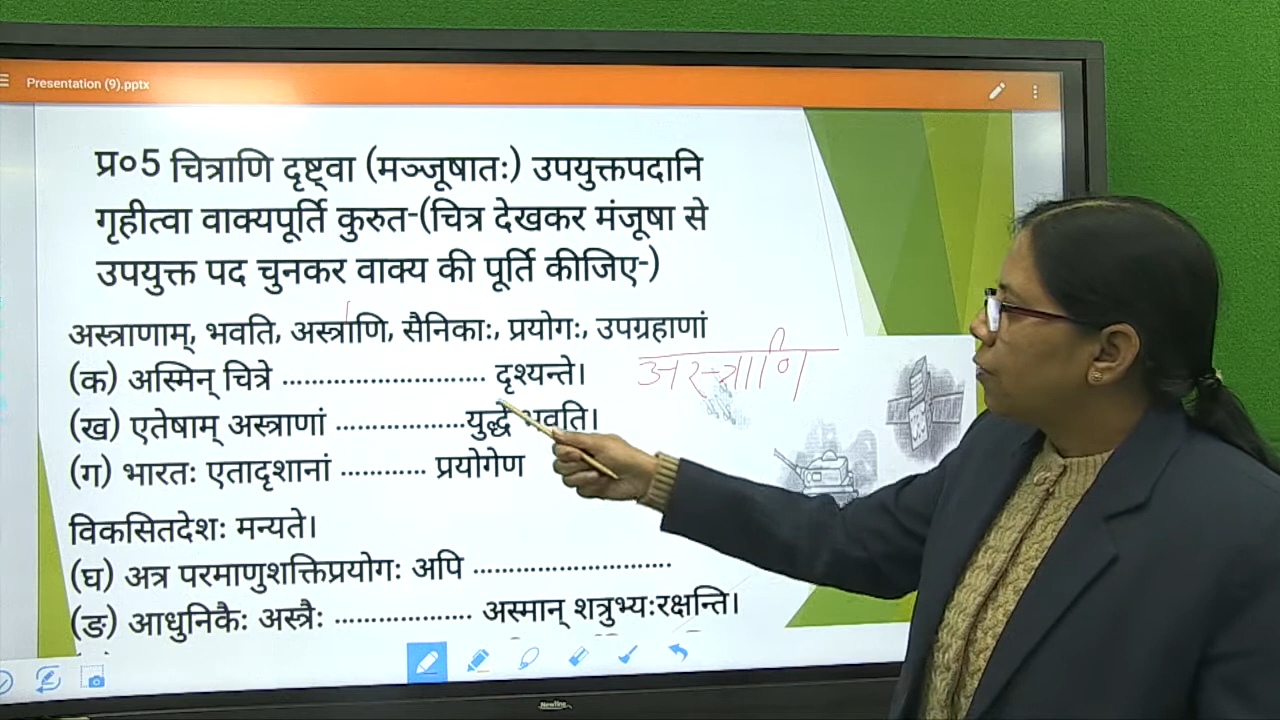 Presentation (9).pptx
प्र०5 चित्राणि दृष्ट्वा (मञ्जूषातः) उपयुक्तपदानि
गृहीत्वा वाक्यपूर्ति कुरुत-(चित्र देखकर मंजूषा से
उपयुक्त पद चुनकर वाक्य की पूर्ति कीजिए-)
अस्त्राणाम्, भवति, अस्त्राणि, सैनिकाः, प्रयोगः, उपग्रहाणां
(क) अस्मिन् चित्रे ............................ दृश्यन्ते।
अस्त्राणि
(ख) एतेषाम् अस्त्राणां ..................युद्धे भवति।
(ग) भारतः एतादृशानां ............ प्रयोगेण
विकसितदेशः मन्यते।
(घ) अत्र परमाणुशक्तिप्रयोगः अपि ............................
(ङ) आधुनिकैः अस्त्रैः ................... अस्मान् शत्रुभ्यःरक्षन्ति।
Newline